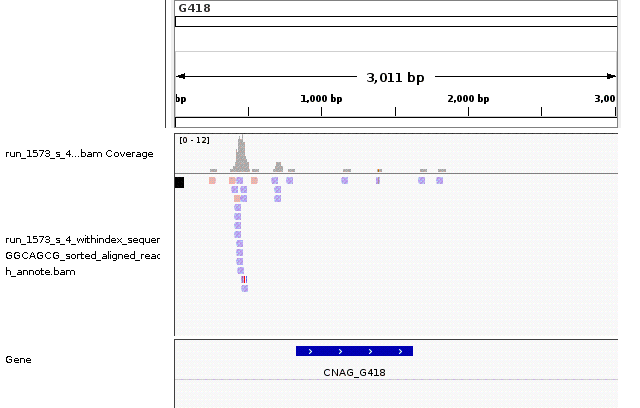 G418
3,011 bp
bp 1,000 bp 2,000 bp 3,00
[0 - 12]
run_1573_s_4...bam Coverage
run_1573_s_4_withindex_sequer
GGCAGCG_sorted_aligned_reac
h_annote.bam
Gene
CNAG_G418